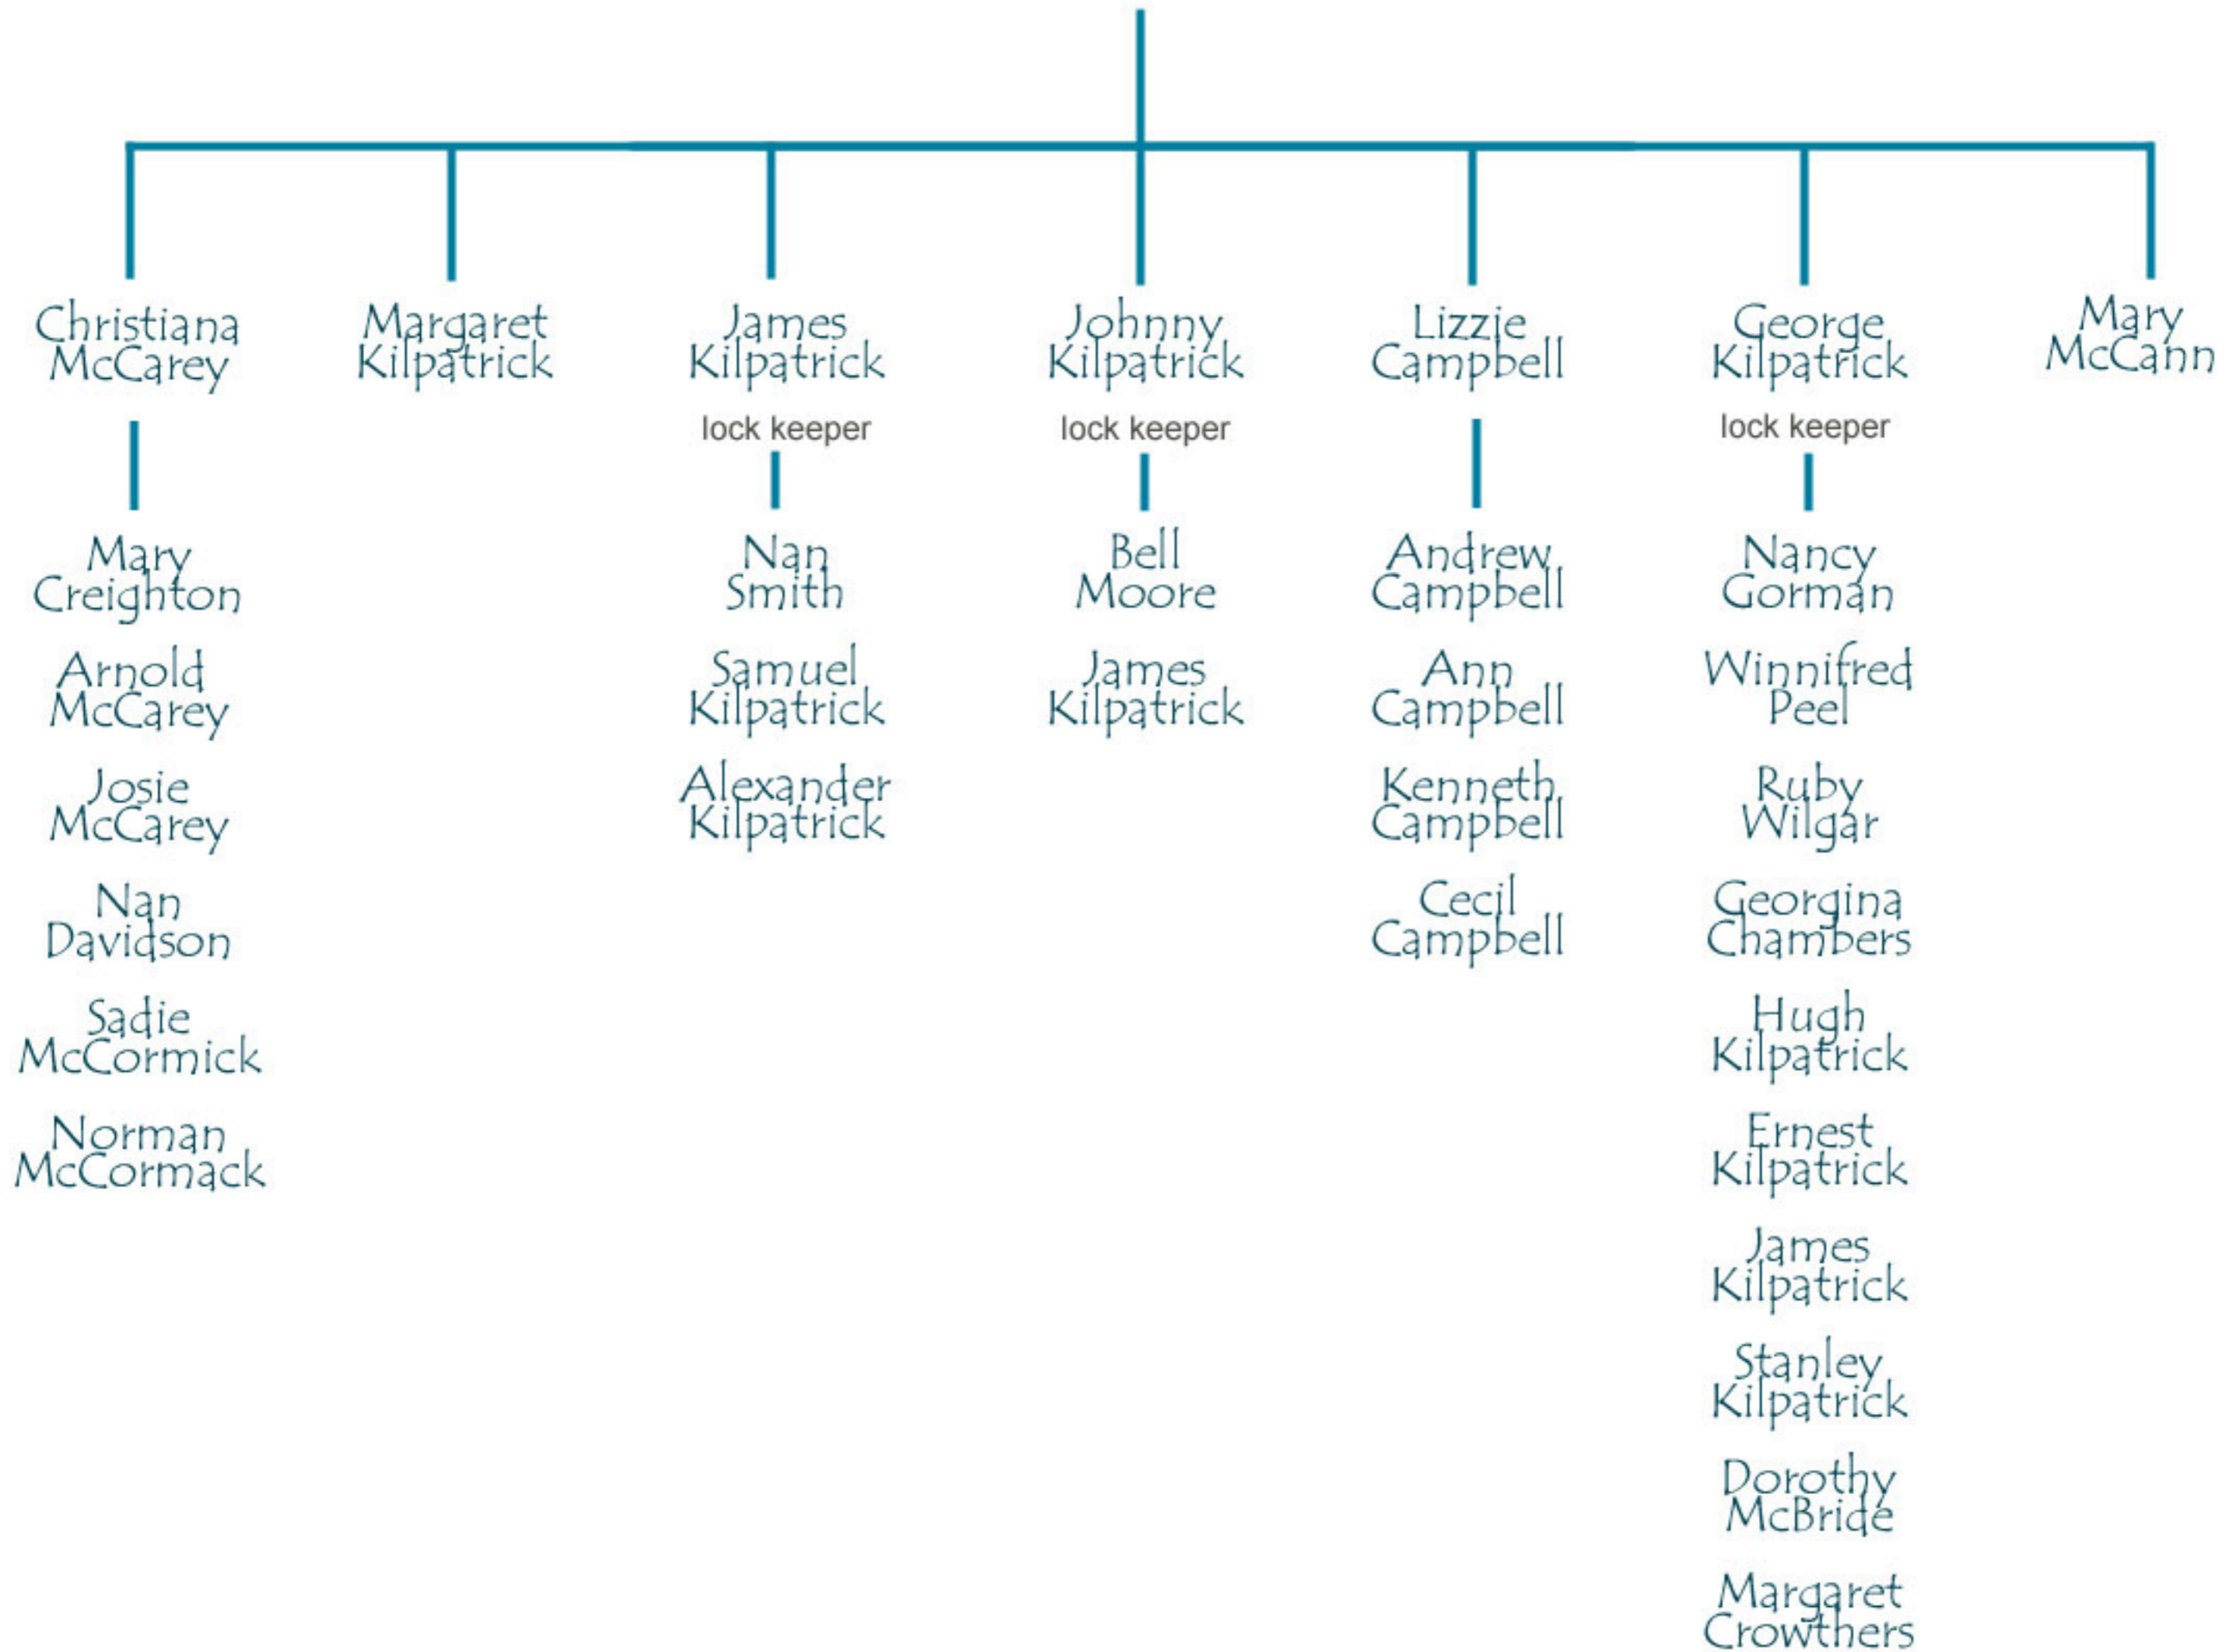 Christiana
McCarey
Margaret
Kilpatrick
James
Kilpatrick
lock keeper
Johnny
Kilpatrick
lock keeper
Lizzie
Campbell
George
Kilpatrick
lock keeper
Mary
McCann
Mary
Creighton
Arnold
McCarey
Josie
McCarey
Nan
Davidson
Sadie
McCormick
Norman
McCormack
Nan
Smith
Samuel
Kilpatrick
Alexander
Kilpatrick
Bell
Moore
James
Kilpatrick
Andrew
Campbell
Ann
Campbell
Kenneth
Campbell
Cecil
Campbell
Nancy
Gorman
Winnifred
Peel
Ruby
Wilgar
Georgina
Chambers
Hugh
Kilpatrick
Ernest
Kilpatrick
James
Kilpatrick
Stanley
Kilpatrick
Dorothy
McBride
Margaret
Crowthers